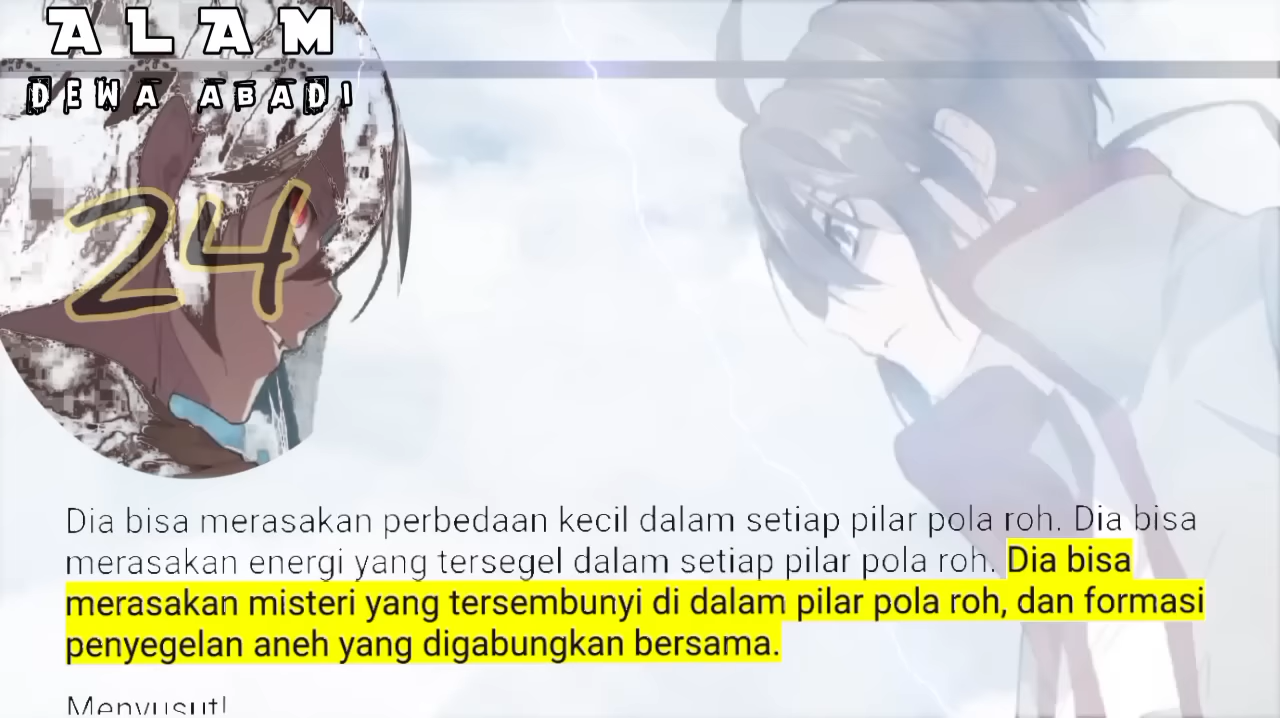 ALAM
DEWA ABADI
24
Dia bisa merasakan perbedaan kecil dalam setiap pilar pola roh. Dia bisa
merasakan energi yang tersegel dalam setiap pilar pola roh. Dia bisa
merasakan misteri yang tersembunyi di dalam pilar pola roh, dan formasi
penyegelan aneh yang digabungkan bersama.
Menyusut!